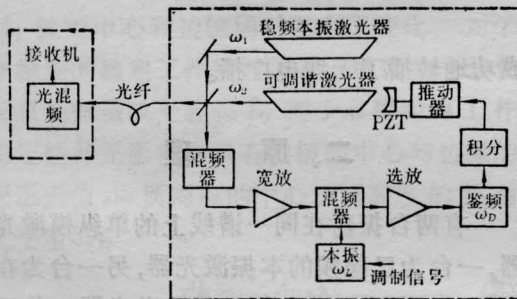 接收机
光混
频
光纤
ω₁
ω₂
稳频本振激光器
可调谐激光器
PZT
推动
器
积分
混频
器
宽放
混频
器
选放
鉴频
ω_D
本振
ω_L
调制信号